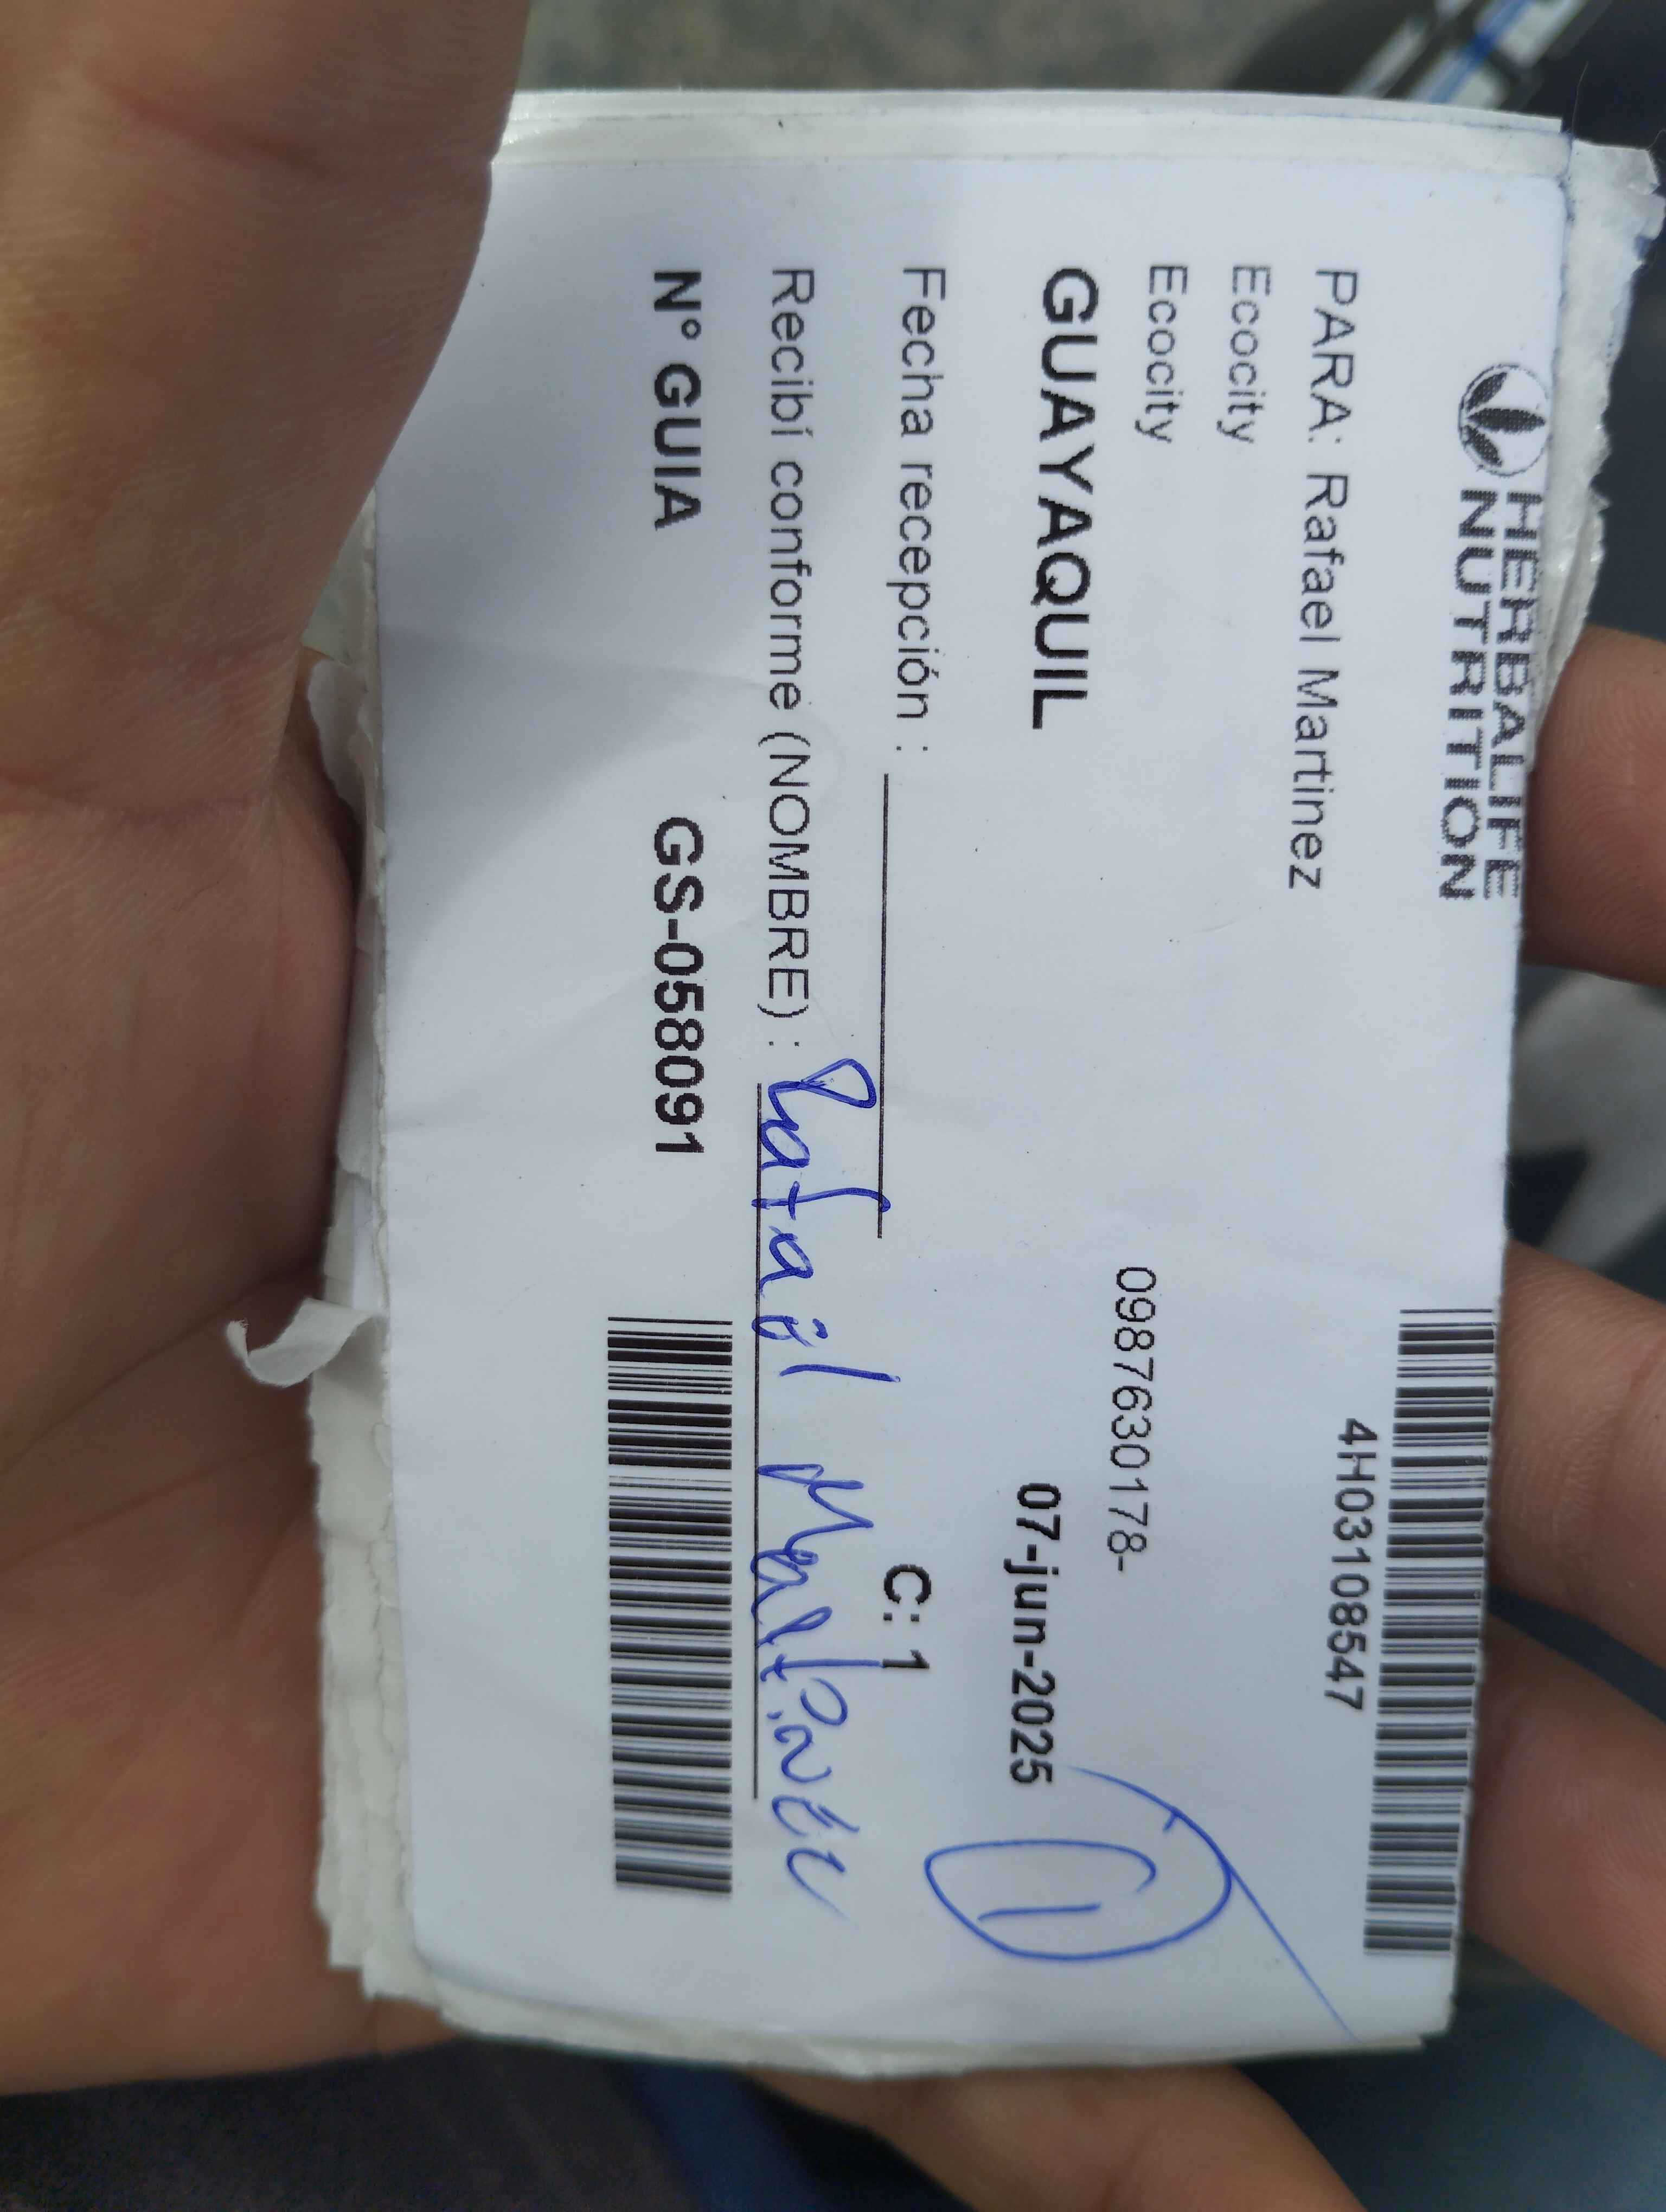 HERBALIFE
NUTRITION
4H03108547
PARA: Rafael Martinez
Ecocity
Ecocity
0987630178-
GUAYAQUIL
07-jun-2025
Fecha recepción :
C: 1
1
Recibí conforme (NOMBRE) : Rafael Martinez
N° GUIA GS-058091